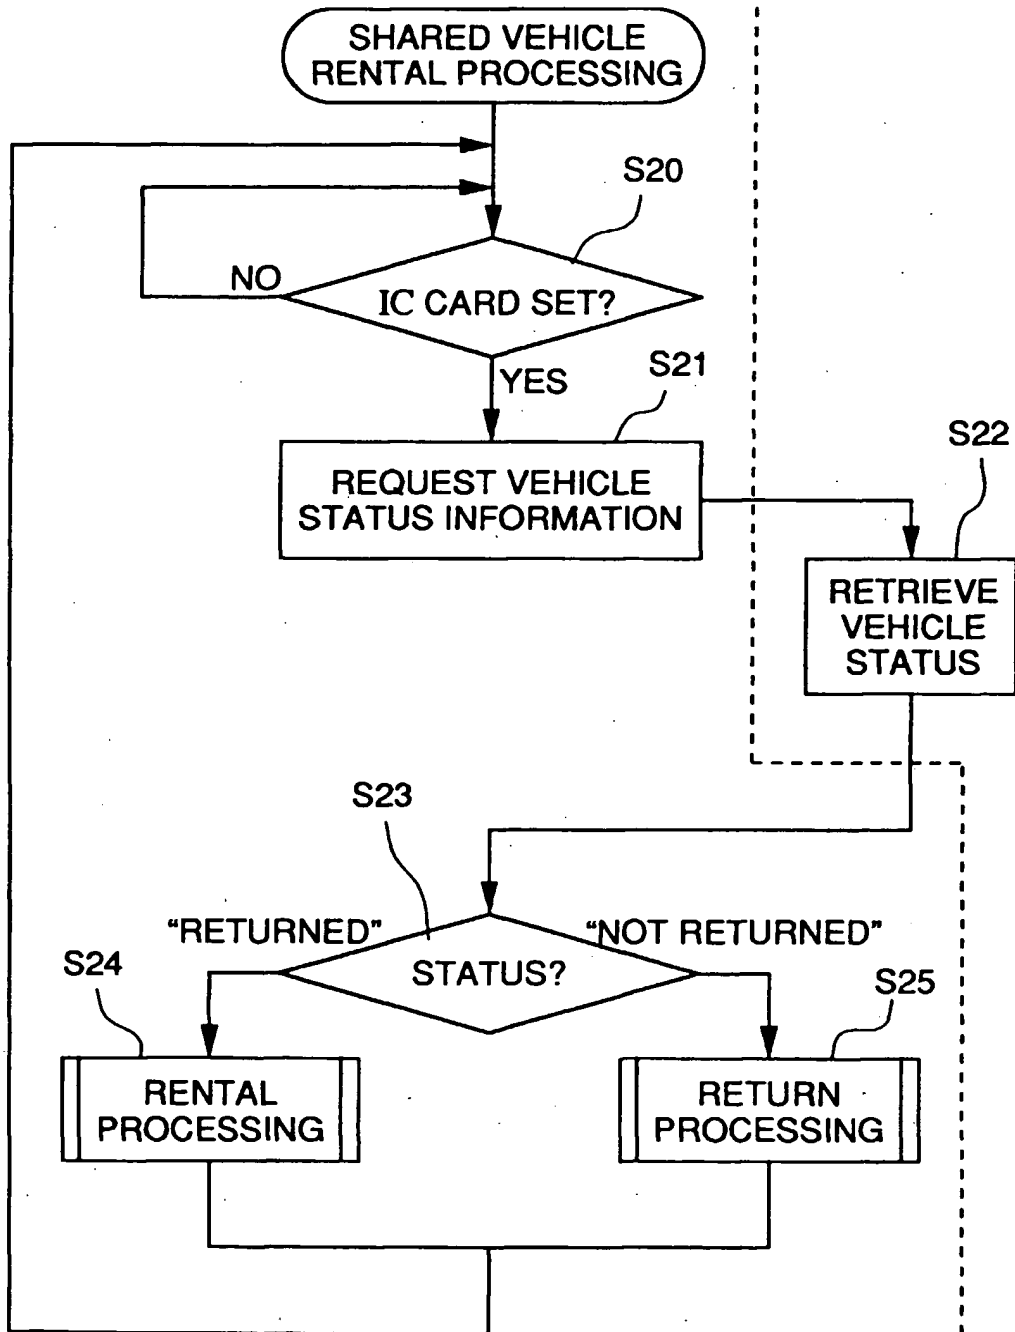 SHARED VEHICLE
RENTAL PROCESSING
S20
NO
IC CARD SET?
YES
S21
REQUEST VEHICLE
STATUS INFORMATION
S22
RETRIEVE
VEHICLE
STATUS
S23
"RETURNED"
"NOT RETURNED"
STATUS?
S24
S25
RENTAL
PROCESSING
RETURN
PROCESSING